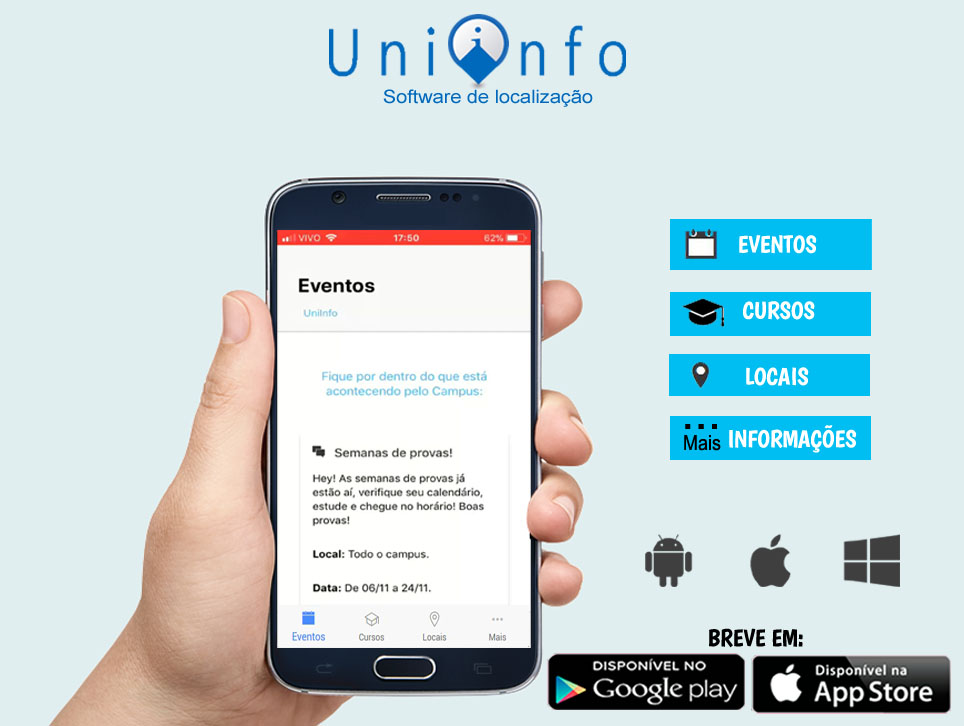 UniInfo
Software de localização
VIVO 17:50 62%
Eventos
UniInfo
Fique por dentro do que está
acontecendo pelo Campus:
Semanas de provas!
Hey! As semanas de provas já
estão aí, verifique seu calendário,
estude e chegue no horário! Boas
provas!
Local: Todo o campus.
Data: De 06/11 a 24/11.
Eventos Cursos Locais Mais
EVENTOS
CURSOS
LOCAIS
Mais INFORMAÇÕES
BREVE EM:
DISPONÍVEL NO
Google play
Disponível na
App Store